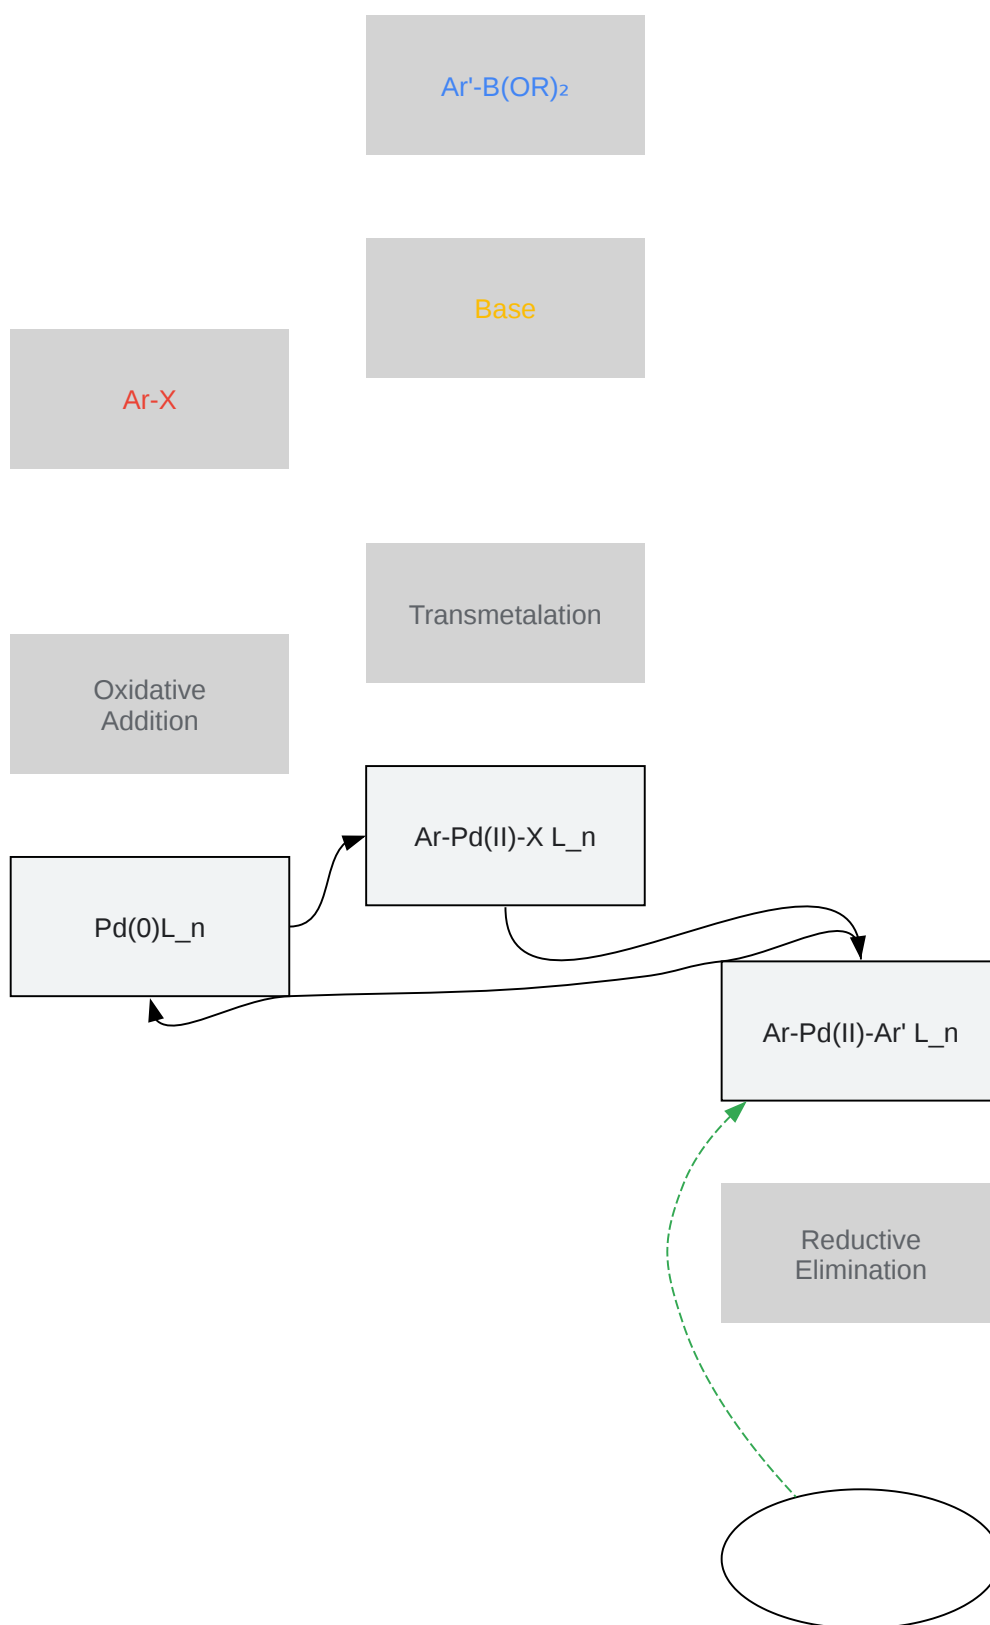 Ar'-B(OR)₂
Base
Ar-X
Transmetalation
Oxidative
Addition
Ar-Pd(II)-X L_n
Pd(0)L_n
Ar-Pd(II)-Ar' L_n
Reductive
Elimination